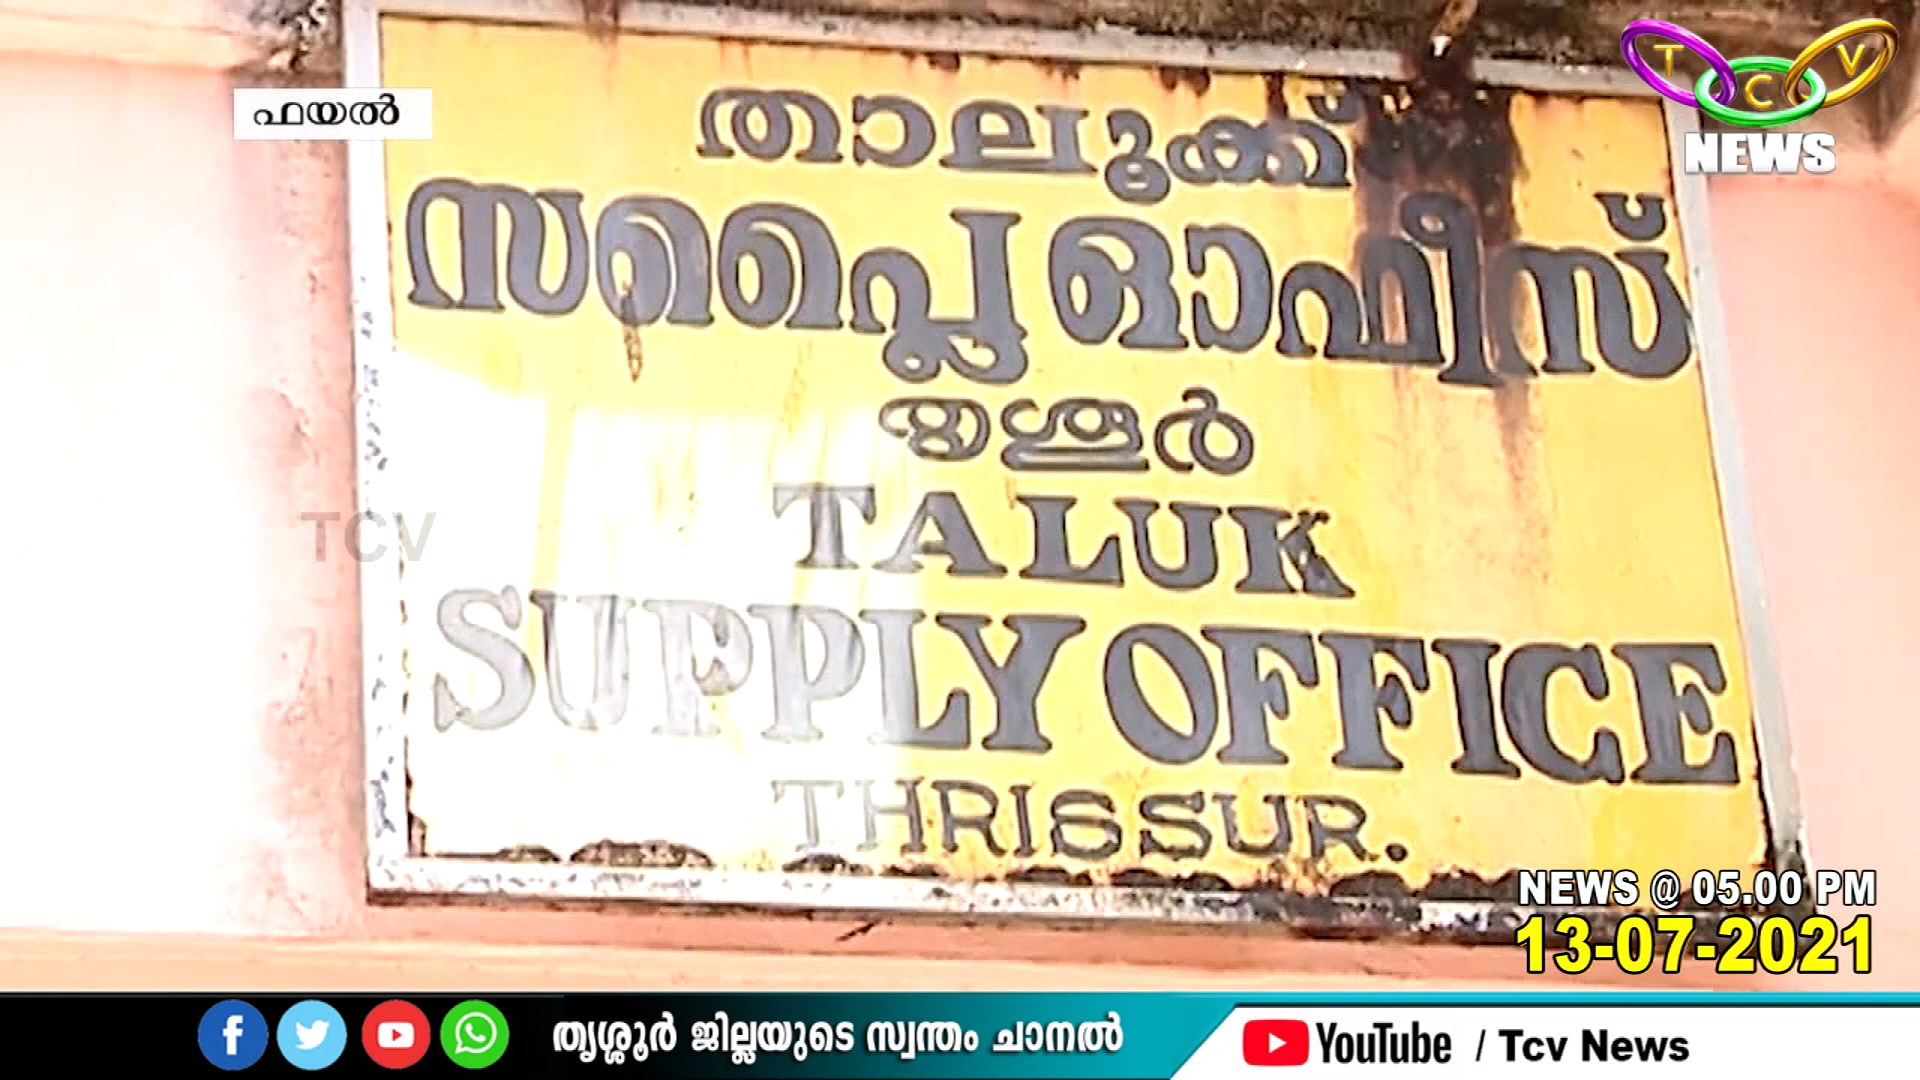 ഫയൽ
T C V
NEWS
താലൂക്ക്
സപ്ലൈ ഓഫീസ്
തൃശ്ശൂർ
TALUK
SUPPLY OFFICE
THRISSUR.
TCV
NEWS @ 05.00 PM
13-07-2021
തൃശ്ശൂർ ജില്ലയുടെ സ്വന്തം ചാനൽ
YouTube / Tcv News